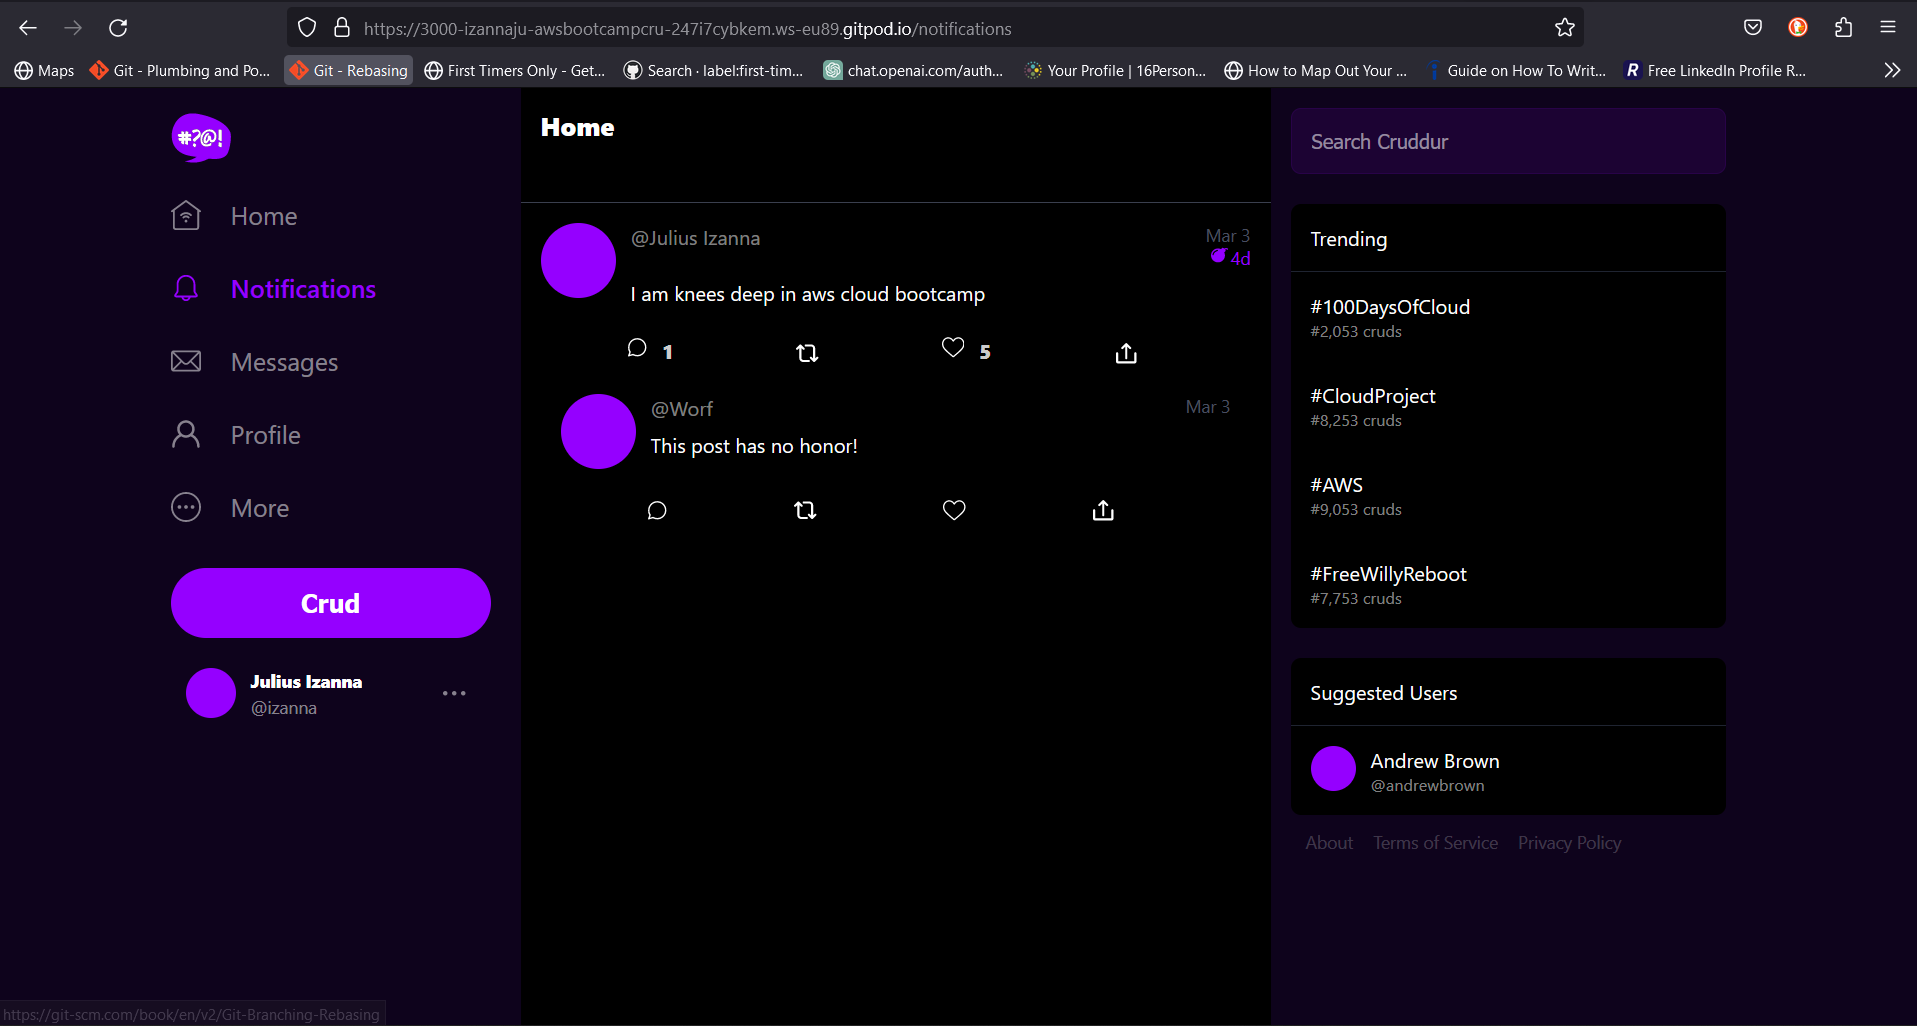 https://3000-izannaju-awsbootcampcru-247i7cybkem.ws-eu89.gitpod.io/notifications
Maps
Git - Plumbing and Po...
Git - Rebasing
First Timers Only - Get...
Search · label:first-tim...
chat.openai.com/auth...
Your Profile | 16Person...
How to Map Out Your ...
Guide on How To Writ...
Free LinkedIn Profile R...
#?@!
Home
Notifications
Messages
Profile
More
Crud
Julius Izanna
@izanna
Home
@Julius Izanna
Mar 3
4d
I am knees deep in aws cloud bootcamp
1
5
@Worf
Mar 3
This post has no honor!
Search Cruddur
Trending
#100DaysOfCloud
#2,053 cruds
#CloudProject
#8,253 cruds
#AWS
#9,053 cruds
#FreeWillyReboot
#7,753 cruds
Suggested Users
Andrew Brown
@andrewbrown
About
Terms of Service
Privacy Policy
https://git-scm.com/book/en/v2/Git-Branching-Rebasing